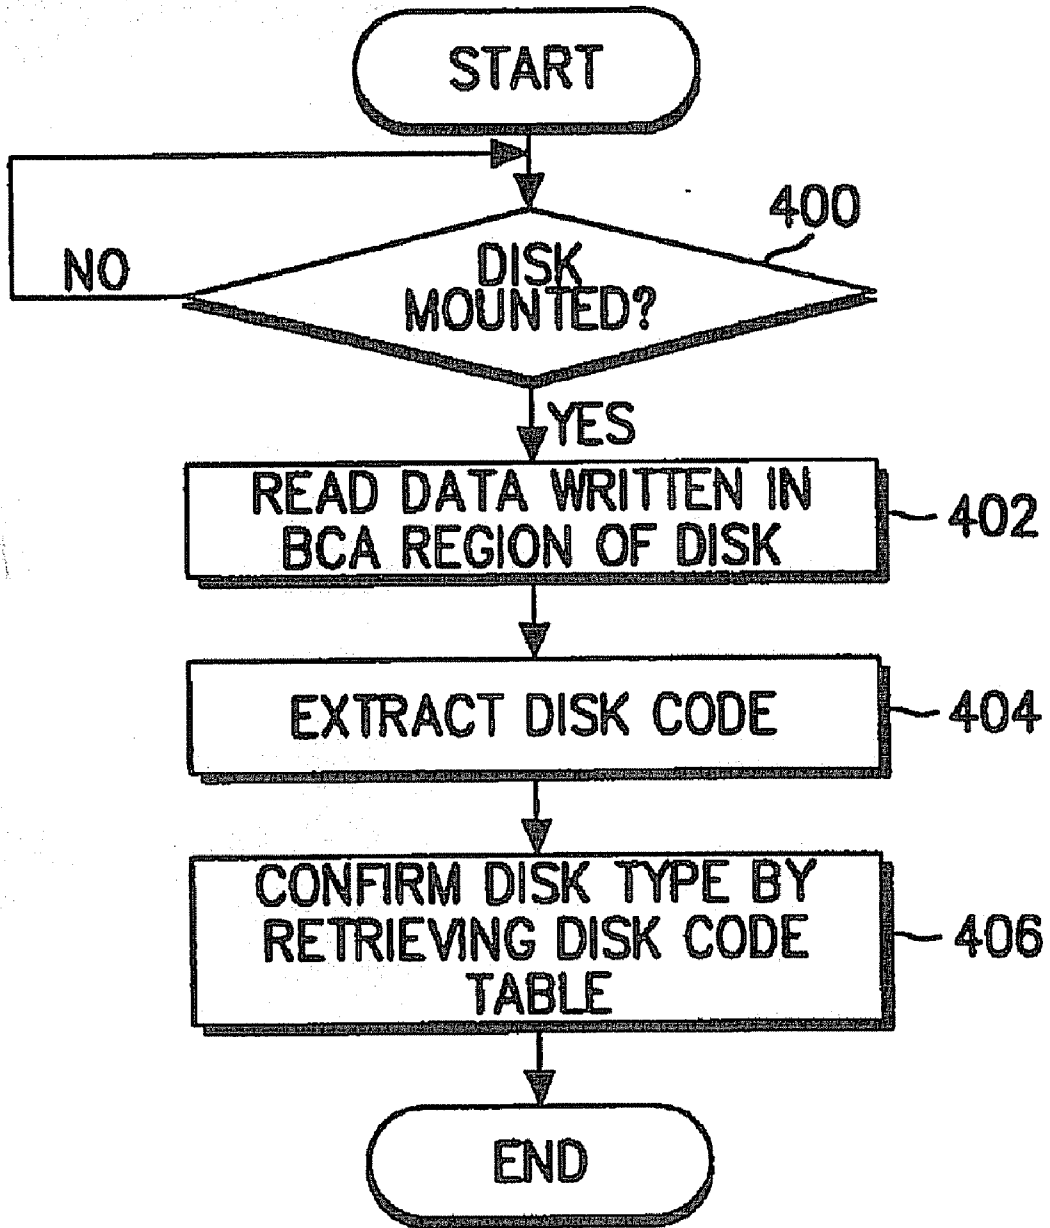 START
400
NO
DISK
MOUNTED?
YES
READ DATA WRITTEN IN
BCA REGION OF DISK
402
EXTRACT DISK CODE
404
CONFIRM DISK TYPE BY
RETRIEVING DISK CODE
TABLE
406
END